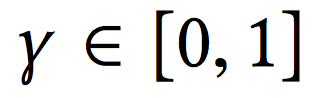 γ ∈ [0, 1]